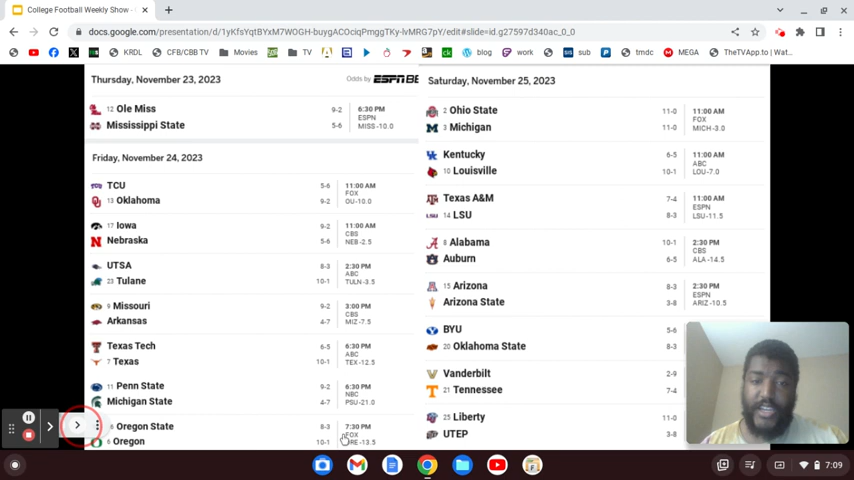 College Football Weekly Show -
docs.google.com/presentation/d/1yKfsYqtBYxM7WOGH-buygACOciqPmggTKy-lvMRG7PY/edit#slide=id.g27597d340ac_0_0
KRDL
CFB/CBB TV
Movies
TV
blog
work
sub
tmdc
MEGA
TheTVApp.to | Wat...
Thursday, November 23, 2023
Odds by ESPN BE
12 Ole Miss 9-2 6:30 PM
ESPN
Mississippi State 5-6 MISS -10.0
Friday, November 24, 2023
TCU 5-6 11:00 AM
FOX
13 Oklahoma 9-2 OU -10.0
17 Iowa 9-2 11:00 AM
CBS
Nebraska 5-6 NEB -2.5
UTSA 8-3 2:30 PM
ABC
23 Tulane 10-1 TULN -3.5
9 Missouri 9-2 3:00 PM
CBS
Arkansas 4-7 MIZ -7.5
Texas Tech 6-5 6:30 PM
ABC
7 Texas 10-1 TEX -12.5
11 Penn State 9-2 6:30 PM
NBC
Michigan State 4-7 PSU -21.0
Oregon State 8-3 7:30 PM
FOX
6 Oregon 10-1 ORE -13.5
Saturday, November 25, 2023
2 Ohio State 11-0 11:00 AM
FOX
3 Michigan 11-0 MICH -3.0
Kentucky 6-5 11:00 AM
ABC
10 Louisville 10-1 LOU -7.0
Texas A&M 7-4 11:00 AM
ESPN
14 LSU 8-3 LSU -11.5
8 Alabama 10-1 2:30 PM
CBS
Auburn 6-5 ALA -14.5
15 Arizona 8-3 2:30 PM
ESPN
Arizona State 3-8 ARIZ -10.5
BYU 5-6
20 Oklahoma State 8-3
Vanderbilt 2-9
21 Tennessee 7-4
25 Liberty 11-0
UTEP 3-8
7:09